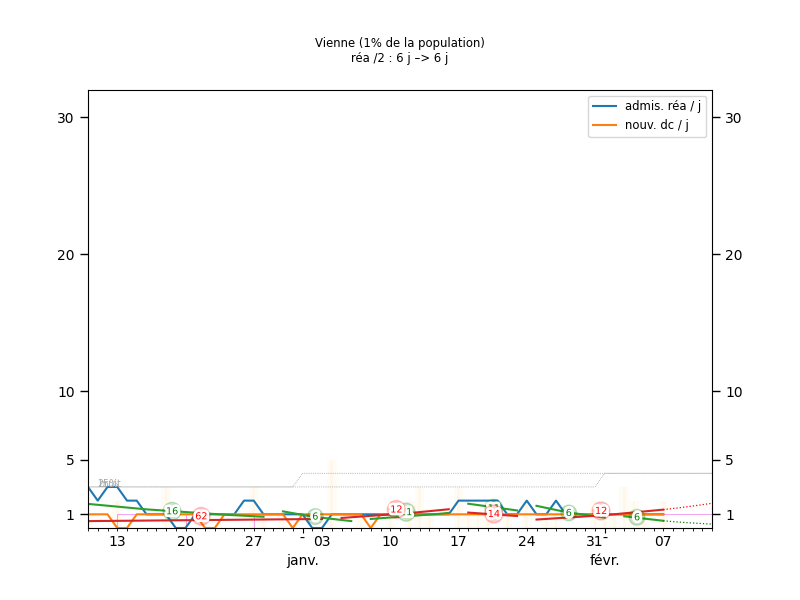 Vienne (1% de la population)
réa /2 : 6 j –> 6 j
admis. réa / j
nouv. dc / j
30 30
20 20
10 10
5 5
1 1
16 62 6 12 14 6 12 6
13 20 27 - 03 10 17 24 31- 07
janv. févr.